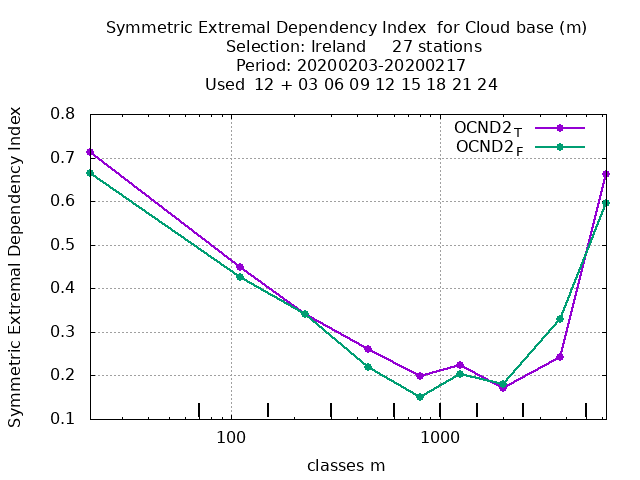 Symmetric Extremal Dependency Index  for Cloud base (m)
Selection: Ireland     27 stations
Period: 20200203-20200217
Used  12 + 03 06 09 12 15 18 21 24
OCND2T
OCND2F
Symmetric Extremal Dependency Index
0.8
0.7
0.6
0.5
0.4
0.3
0.2
0.1
100 1000
classes m